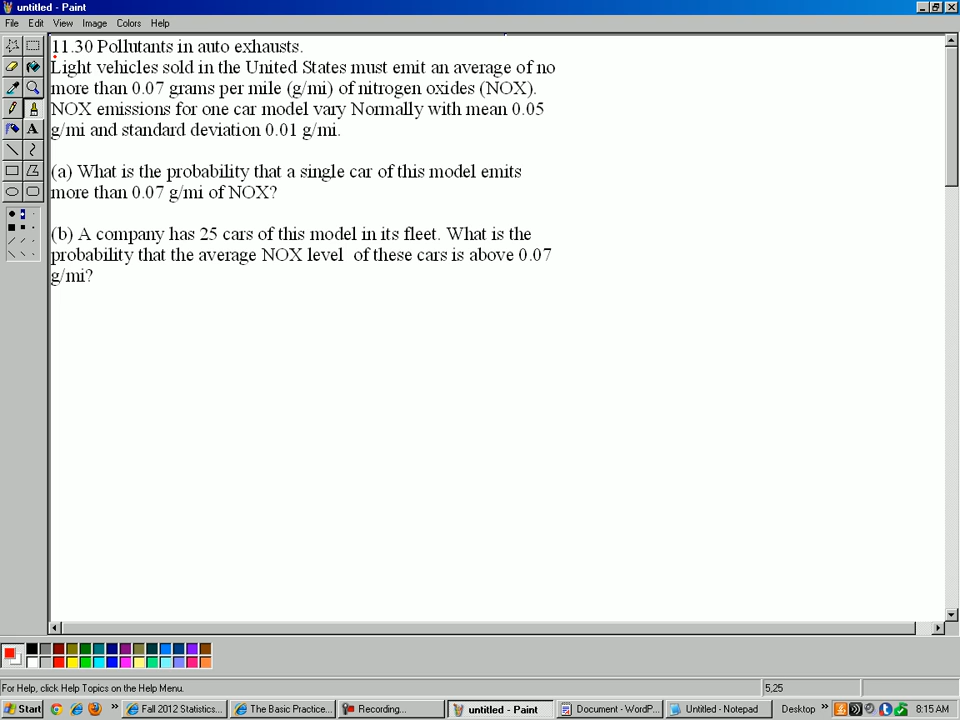 untitled - Paint
File Edit View Image Colors Help
11.30 Pollutants in auto exhausts.
Light vehicles sold in the United States must emit an average of no
more than 0.07 grams per mile (g/mi) of nitrogen oxides (NOX).
NOX emissions for one car model vary Normally with mean 0.05
g/mi and standard deviation 0.01 g/mi.
(a) What is the probability that a single car of this model emits
more than 0.07 g/mi of NOX?
(b) A company has 25 cars of this model in its fleet. What is the
probability that the average NOX level  of these cars is above 0.07
g/mi?
For Help, click Help Topics on the Help Menu.
5,25
Start » Fall 2012 Statistics... The Basic Practice... Recording... untitled - Paint Document - WordP... Untitled - Notepad Desktop » 8:15 AM